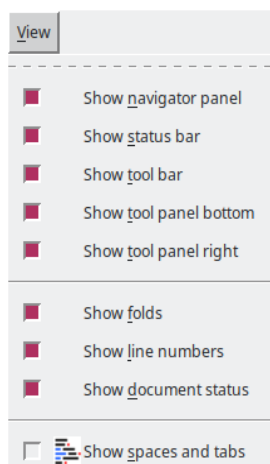 View
Show navigator panel
Show status bar
Show tool bar
Show tool panel bottom
Show tool panel right
Show folds
Show line numbers
Show document status
Show spaces and tabs